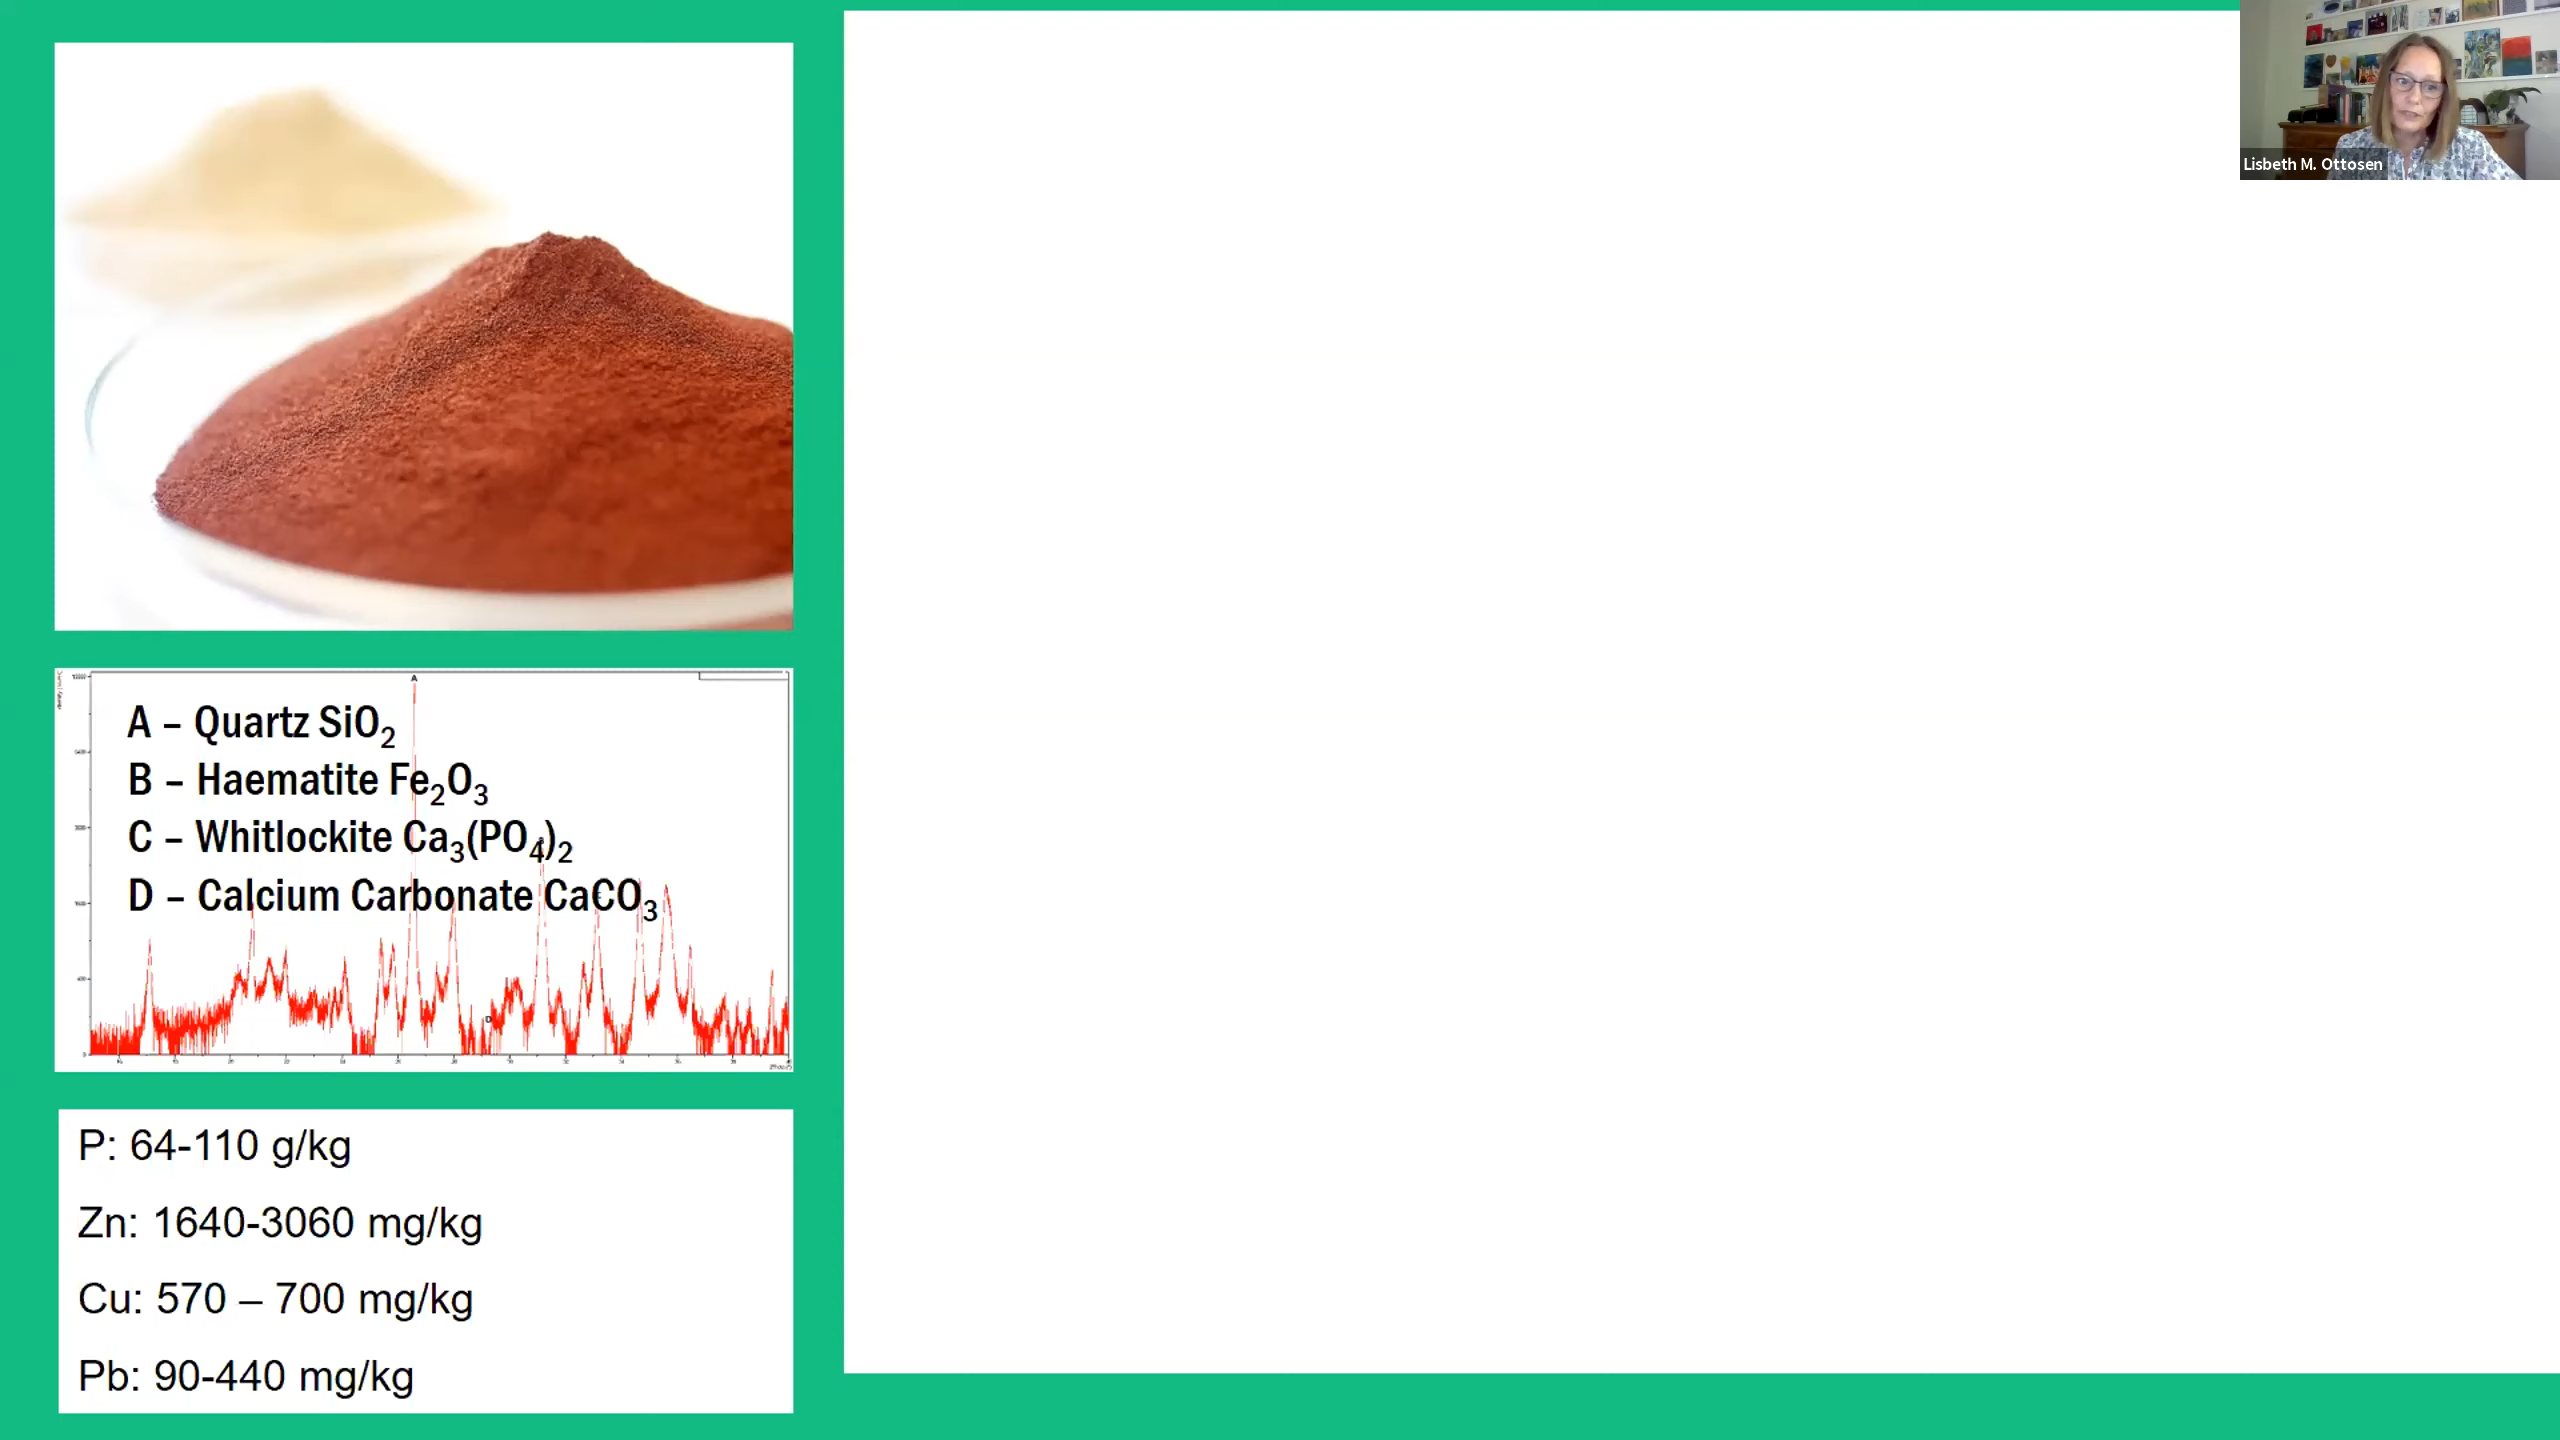 Lisbeth M. Ottosen
A
A – Quartz SiO₂
B – Haematite Fe₂O₃
C – Whitlockite Ca₃(PO₄)₂
D – Calcium Carbonate CaCO₃
D
P: 64-110 g/kg
Zn: 1640-3060 mg/kg
Cu: 570 – 700 mg/kg
Pb: 90-440 mg/kg